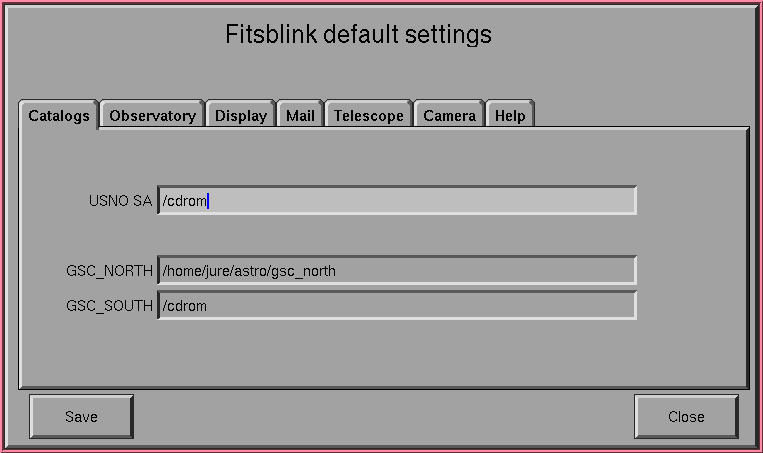 Fitsblink default settings
Catalogs Observatory Display Mail Telescope Camera Help
USNO SA /cdrom
GSC_NORTH /home/jure/astro/gsc_north
GSC_SOUTH /cdrom
Save Close